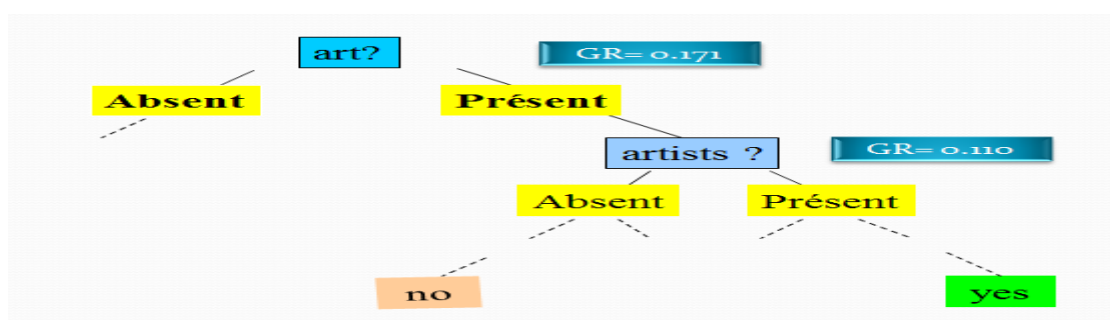 art?
GR= 0.171
Absent
Présent
artists ?
GR= 0.110
Absent
Présent
no
yes